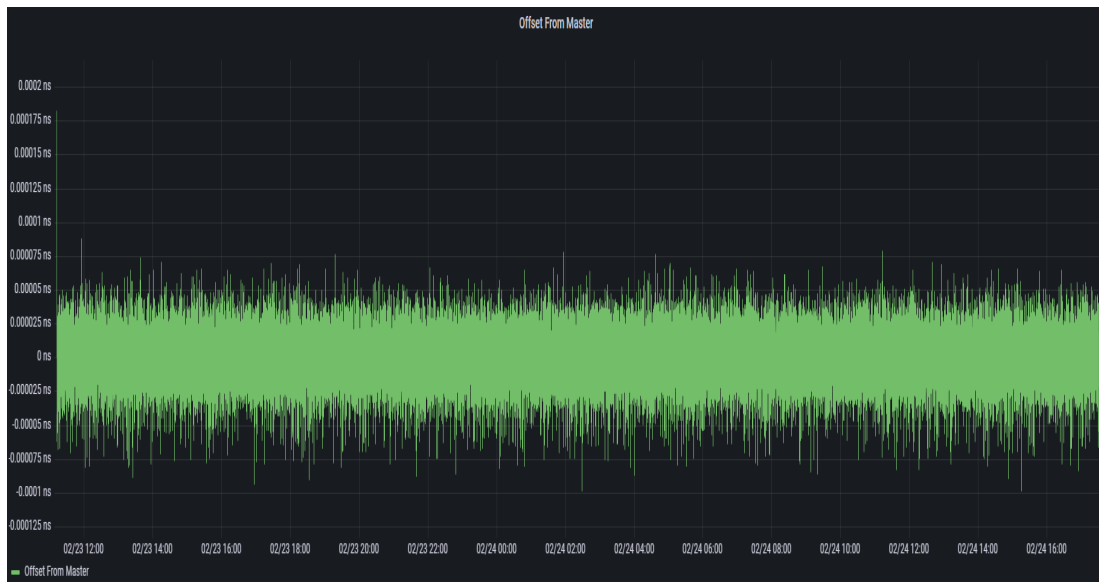 Offset From Master
0.0002 ns
0.000175 ns
0.00015 ns
0.000125 ns
0.0001 ns
0.000075 ns
0.00005 ns
0.000025 ns
0 ns
-0.000025 ns
-0.00005 ns
-0.000075 ns
-0.0001 ns
-0.000125 ns
02/23 12:00 02/23 14:00 02/23 16:00 02/23 18:00 02/23 20:00 02/23 22:00 02/24 00:00 02/24 02:00 02/24 04:00 02/24 06:00 02/24 08:00 02/24 10:00 02/24 12:00 02/24 14:00 02/24 16:00
Offset From Master